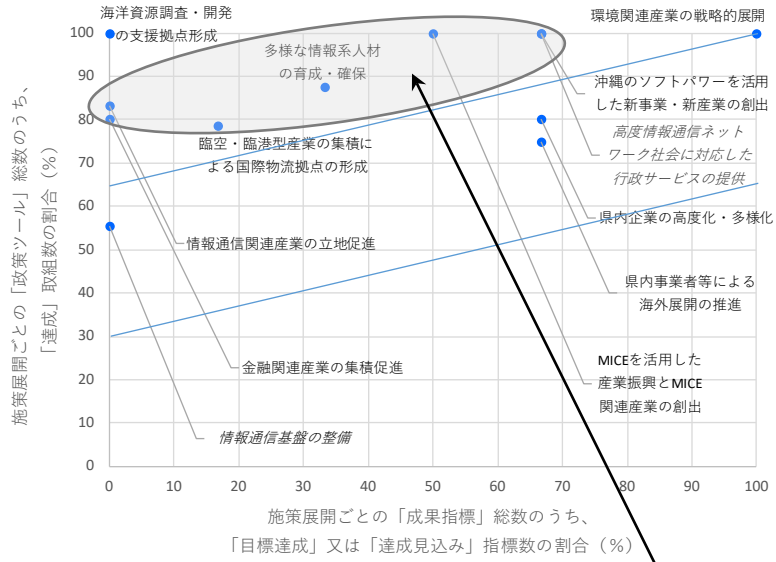 海洋資源調査・開発
の支援拠点形成
環境関連産業の戦略的展開
多様な情報系人材
の育成・確保
沖縄のソフトパワーを活用
した新事業・新産業の創出
高度情報通信ネット
ワーク社会に対応した
行政サービスの提供
臨空・臨港型産業の集積に
よる国際物流拠点の形成
県内企業の高度化・多様化
情報通信関連産業の立地促進
県内事業者等による
海外展開の推進
金融関連産業の集積促進
MICEを活用した
産業振興とMICE
関連産業の創出
情報通信基盤の整備
施策展開ごとの「政策ツール」総数のうち、
「達成」取組数の割合（%）
100
90
80
70
60
50
40
30
20
10
0
0 10 20 30 40 50 60 70 80 90 100
施策展開ごとの「成果指標」総数のうち、
「目標達成」又は「達成見込み」指標数の割合（%）